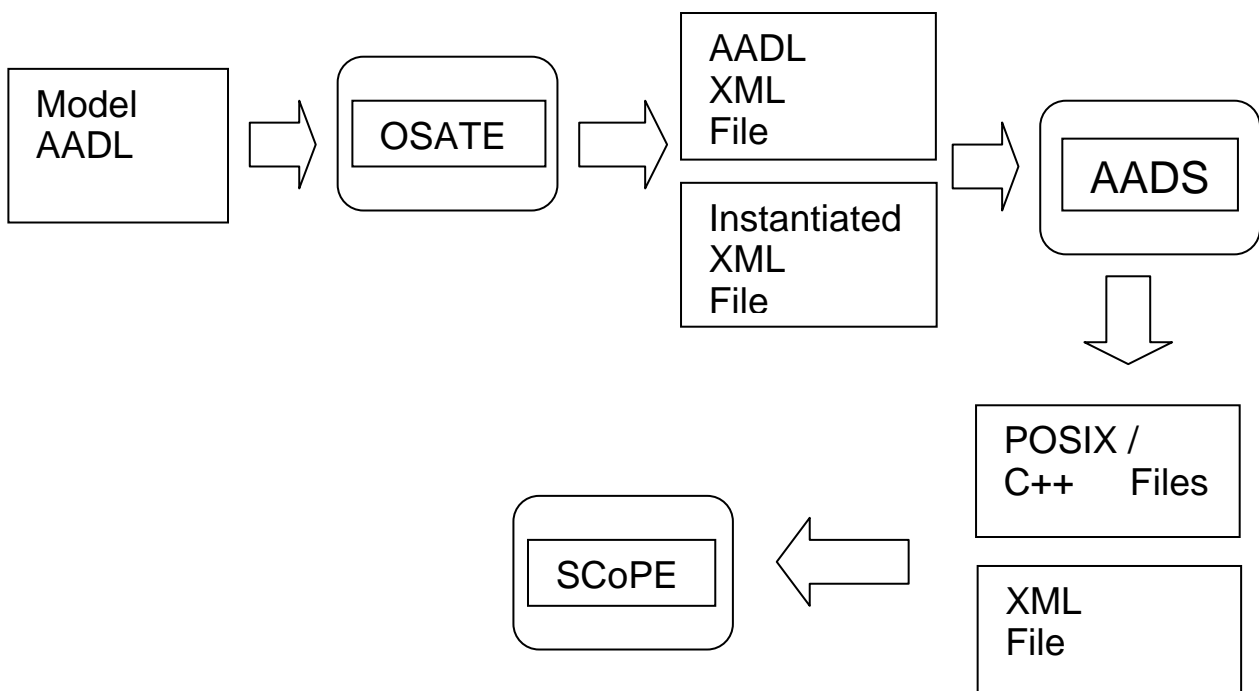 Model
AADL
OSATE
AADL
XML
File
Instantiated
XML
File
AADS
POSIX /
C++ Files
XML
File
SCoPE